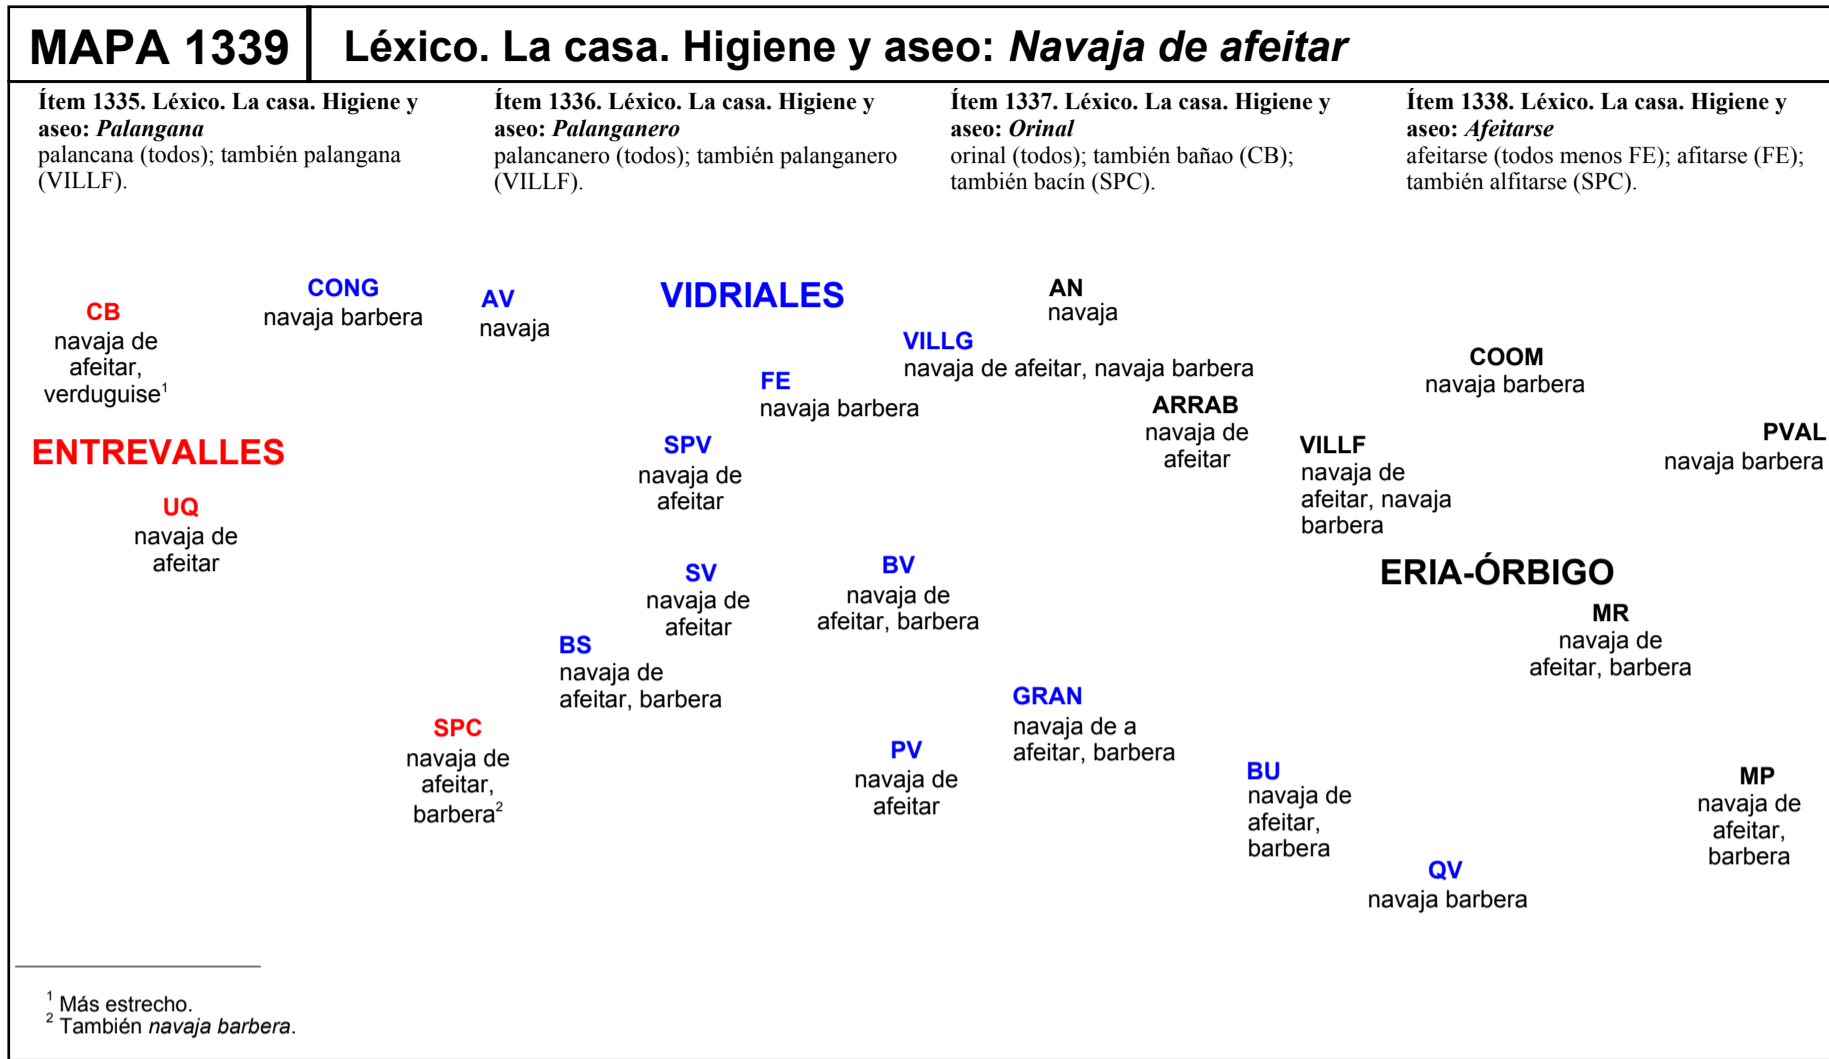 MAPA 1339
Léxico. La casa. Higiene y aseo: Navaja de afeitar
Ítem 1335. Léxico. La casa. Higiene y
aseo: Palangana
palancana (todos); también palangana
(VILLF).
Ítem 1336. Léxico. La casa. Higiene y
aseo: Palanganero
palancanero (todos); también palanganero
(VILLF).
Ítem 1337. Léxico. La casa. Higiene y
aseo: Orinal
orinal (todos); también bañao (CB);
también bacín (SPC).
Ítem 1338. Léxico. La casa. Higiene y
aseo: Afeitarse
afeitarse (todos menos FE); afitarse (FE);
también alfitarse (SPC).
CB
navaja de
afeitar,
verduguise¹
CONG
navaja barbera
AV
navaja
VIDRIALES
AN
navaja
VILLG
navaja de afeitar, navaja barbera
FE
navaja barbera
COOM
navaja barbera
ARRAB
navaja de
afeitar
ENTREVALLES
SPV
navaja de
afeitar
VILLF
navaja de
afeitar, navaja
barbera
PVAL
navaja barbera
UQ
navaja de
afeitar
SV
navaja de
afeitar
BV
navaja de
afeitar, barbera
ERIA-ÓRBIGO
MR
navaja de
afeitar, barbera
BS
navaja de
afeitar, barbera
GRAN
navaja de a
afeitar, barbera
SPC
navaja de
afeitar,
barbera²
PV
navaja de
afeitar
BU
navaja de
afeitar,
barbera
MP
navaja de
afeitar,
barbera
QV
navaja barbera
¹ Más estrecho.
² También navaja barbera.